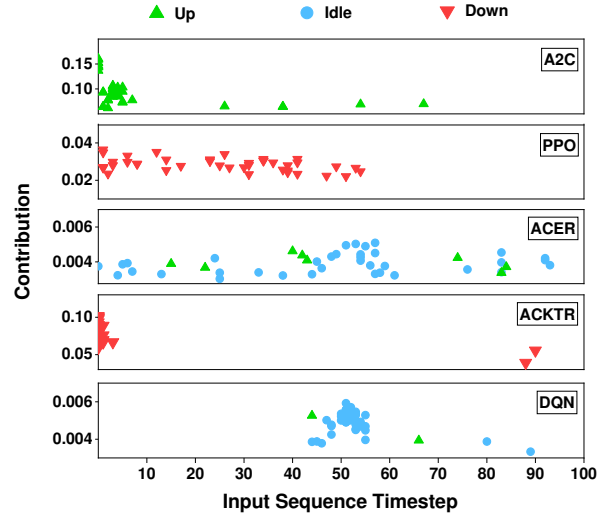 Up Idle Down
A2C
0.15
0.10
PPO
0.04
0.02
Contribution
ACER
0.006
0.004
ACKTR
0.10
0.05
DQN
0.006
0.004
10 20 30 40 50 60 70 80 90 100
Input Sequence Timestep